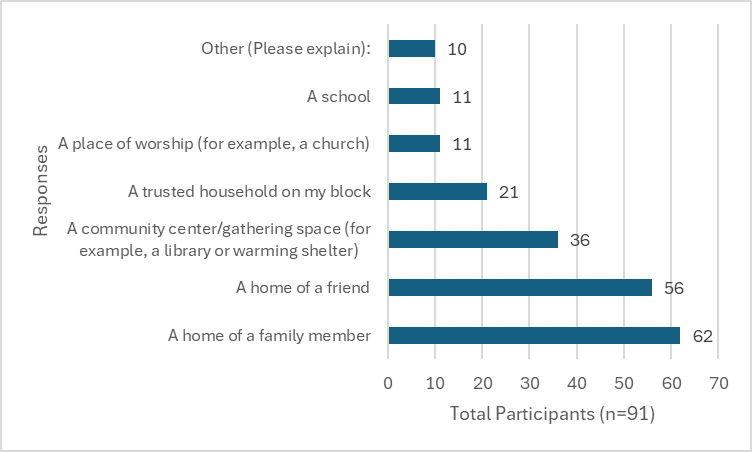 Responses
Other (Please explain):
10
A school
11
A place of worship (for example, a church)
11
A trusted household on my block
21
A community center/gathering space (for
example, a library or warming shelter)
36
A home of a friend
56
A home of a family member
62
0 10 20 30 40 50 60 70
Total Participants (n=91)